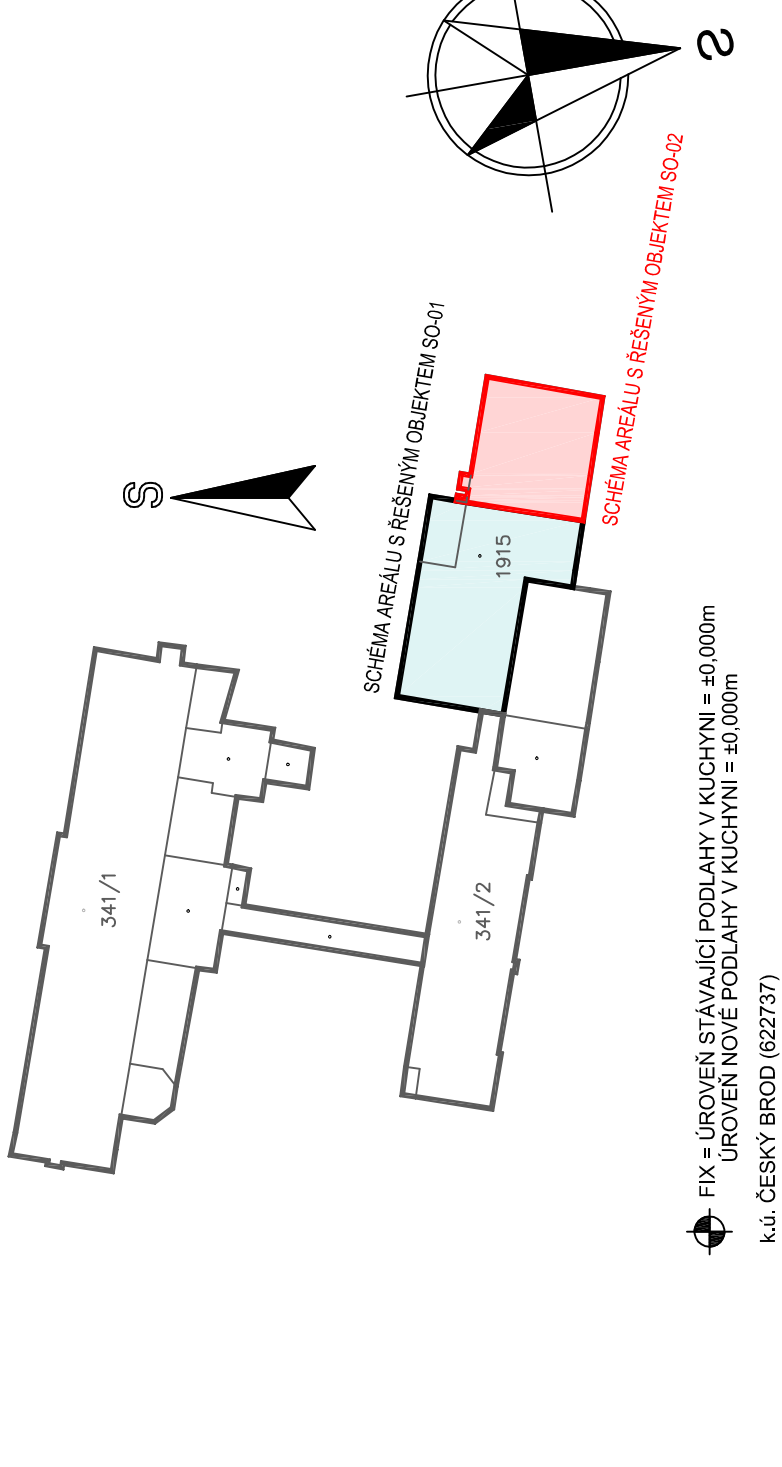 S
S
SCHÉMA AREÁLU S ŘEŠENÝM OBJEKTEM SO-01
SCHÉMA AREÁLU S ŘEŠENÝM OBJEKTEM SO-02
1915
341/1
341/2
FIX = ÚROVEŇ STÁVAJÍCÍ PODLAHY V KUCHYNI = ±0,000m
ÚROVEŇ NOVÉ PODLAHY V KUCHYNI = ±0,000m
k.ú. ČESKÝ BROD (622737)